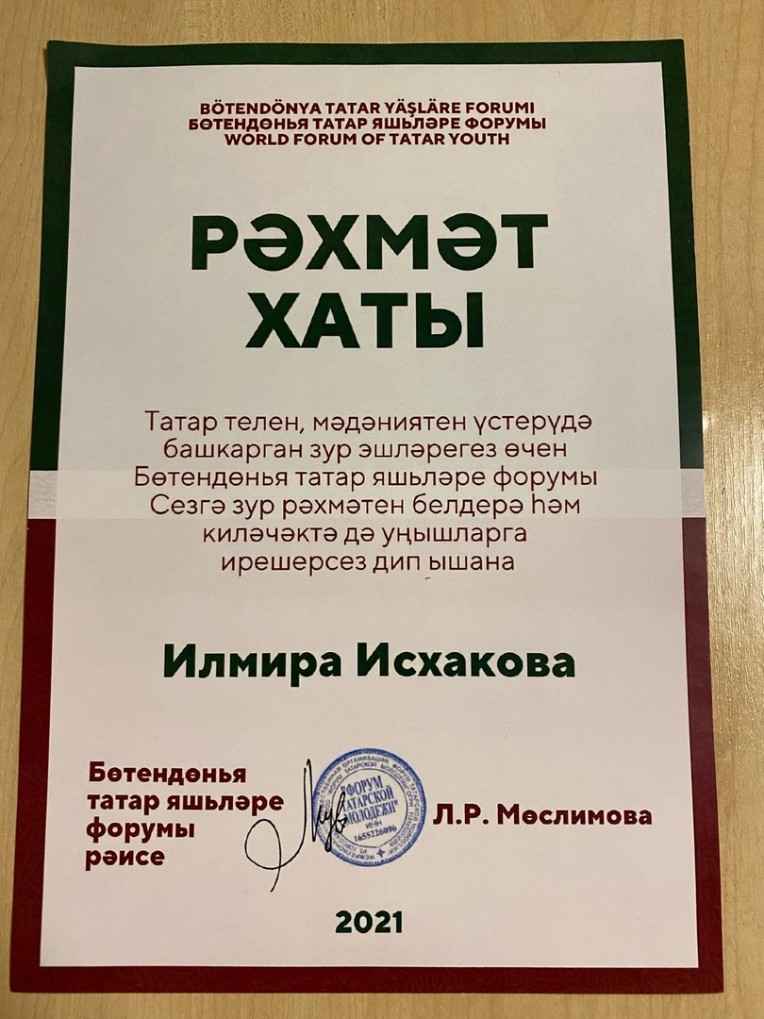 BÖTENDÖNYA TATAR YÄŞLÄRE FORUMI
БӨТЕНДӨНЬЯ ТАТАР ЯШЬЛӘРЕ ФОРУМЫ
WORLD FORUM OF TATAR YOUTH
РӘХМӘТ
ХАТЫ
Татар телен, мәдәниятен үстерүдә
башкарган зур эшләрегез өчен
Бөтендөнья татар яшьләре форумы
Сезгә зур рәхмәтен белдерә һәм
киләчәктә дә уңышларга
ирешерсез дип ышана
Илмира Исхакова
Бөтендөнья
татар яшьләре
форумы
рәисе
"ФОРУМ
ТАТАРСКОЙ
МОЛОДЕЖИ"
ИНН
1655226096
Л.Р. Мөслимова
2021